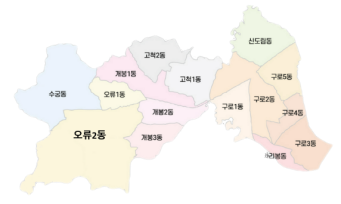 신도림동
고척2동
개봉1동
고척1동
구로5동
수궁동
오류1동
구로1동
구로2동
개봉2동
구로4동
오류2동
개봉3동
구로3동
가리봉동